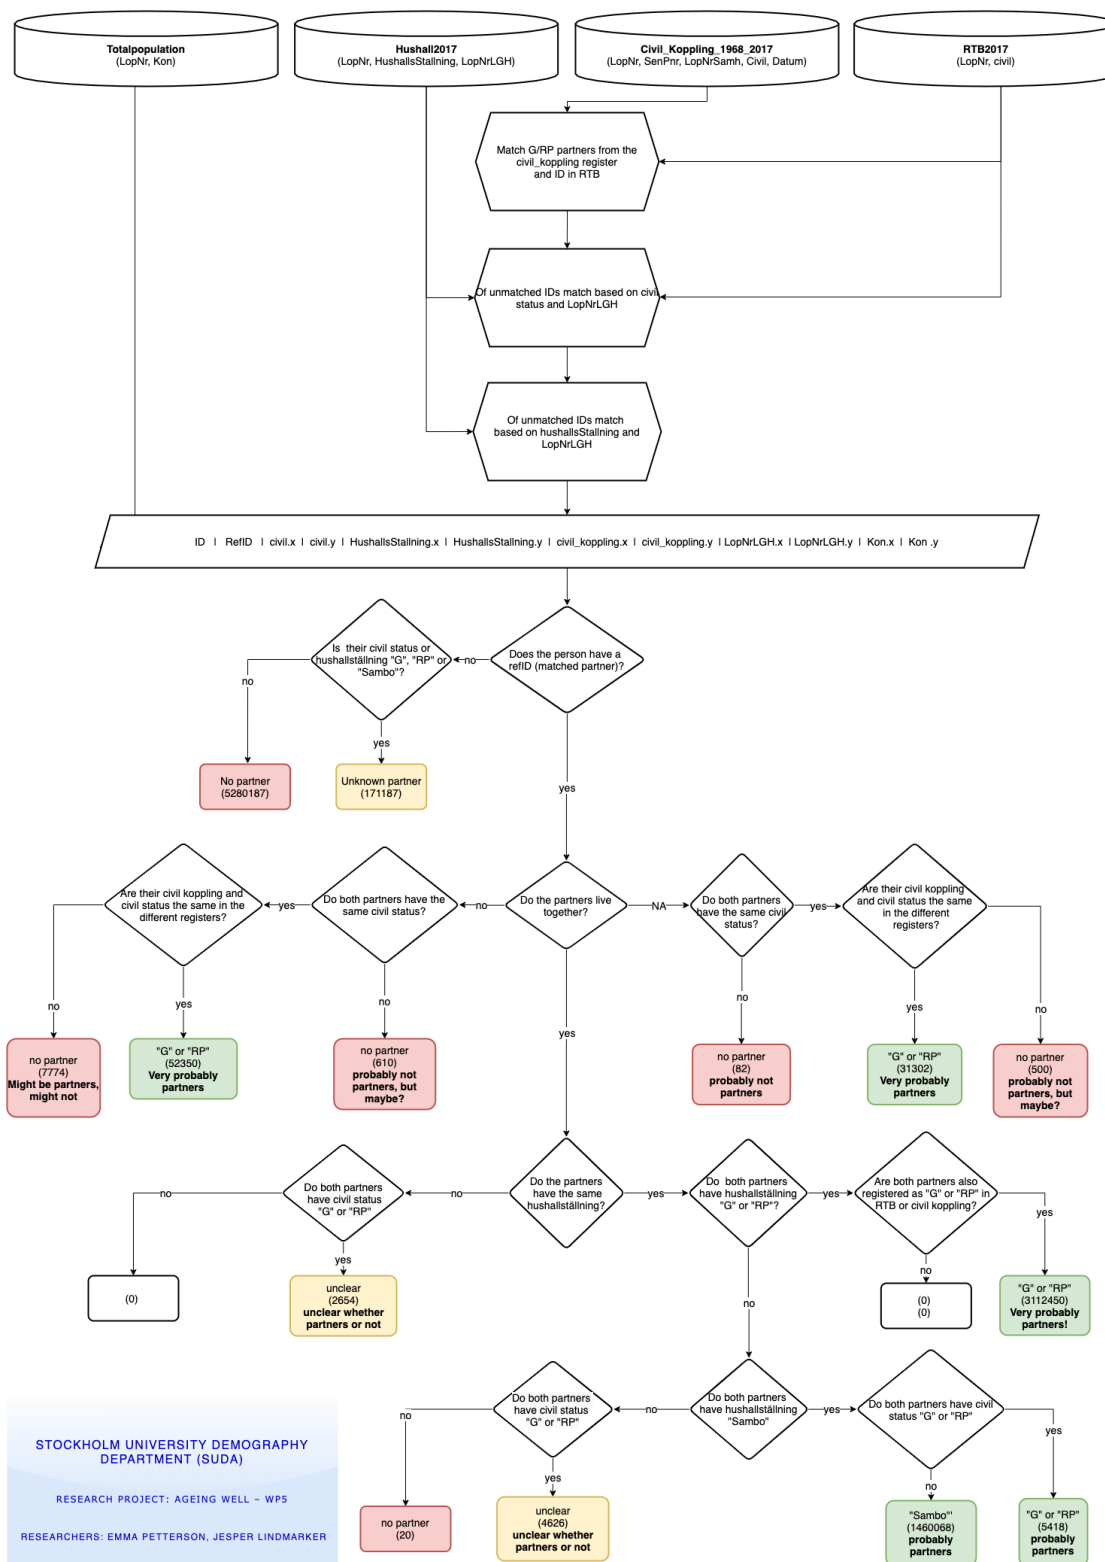 Totalpopulation
(LopNr, Kon)
Hushall2017
(LopNr, HushallsStallning, LopNrLGH)
Civil_Koppling_1968_2017
(LopNr, SenPnr, LopNrSamh, Civil, Datum)
RTB2017
(LopNr, civil)
Match G/RP partners from the
civil_koppling register
and ID in RTB
Of unmatched IDs match based on civil
status and LopNrLGH
Of unmatched IDs match
based on hushallsStallning and
LopNrLGH
ID | RefID | civil.x | civil.y | HushallsStallning.x | HushallsStallning.y | civil_koppling.x | civil_koppling.y | LopNrLGH.x | LopNrLGH.y | Kon.x | Kon .y
Does the person have a
refID (matched partner)?
no
Is their civil status or
hushallställning "G", "RP" or
"Sambo"?
no
yes
No partner
(5280187)
Unknown partner
(171187)
yes
Do the partners live
together?
no
Do both partners have the
same civil status?
yes
Are their civil koppling and
civil status the same in the
different registers?
NA
Do both partners
have the same civil
status?
yes
Are their civil koppling
and civil status the same
in the different
registers?
no
yes
no
no
yes
no
no partner
(7774)
Might be partners,
might not
"G" or "RP"
(52350)
Very probably
partners
no partner
(610)
probably not
partners, but
maybe?
yes
no partner
(82)
probably not
partners
"G" or "RP"
(31302)
Very probably
partners
no partner
(500)
probably not
partners, but
maybe?
Do the partners
have the same
hushallställning?
no
Do both partners
have civil status
"G" or "RP"
no
yes
(0)
unclear
(2654)
unclear whether
partners or not
yes
Do both partners
have hushallställning
"G" or "RP"?
yes
Are both partners also
registered as "G" or "RP" in
RTB or civil koppling?
yes
no
(0)
(0)
"G" or "RP"
(3112450)
Very probably
partners!
no
Do both partners
have hushallställning
"Sambo"
no
Do both partners
have civil status
"G" or "RP"
no
yes
no partner
(20)
unclear
(4626)
unclear whether
partners or not
yes
Do both partners have civil
status "G" or "RP"
yes
no
"Sambo"'
(1460068)
probably
partners
"G" or "RP"
(5418)
probably
partners
STOCKHOLM UNIVERSITY DEMOGRAPHY
DEPARTMENT (SUDA)
RESEARCH PROJECT: AGEING WELL – WP5
RESEARCHERS: EMMA PETTERSON, JESPER LINDMARKER